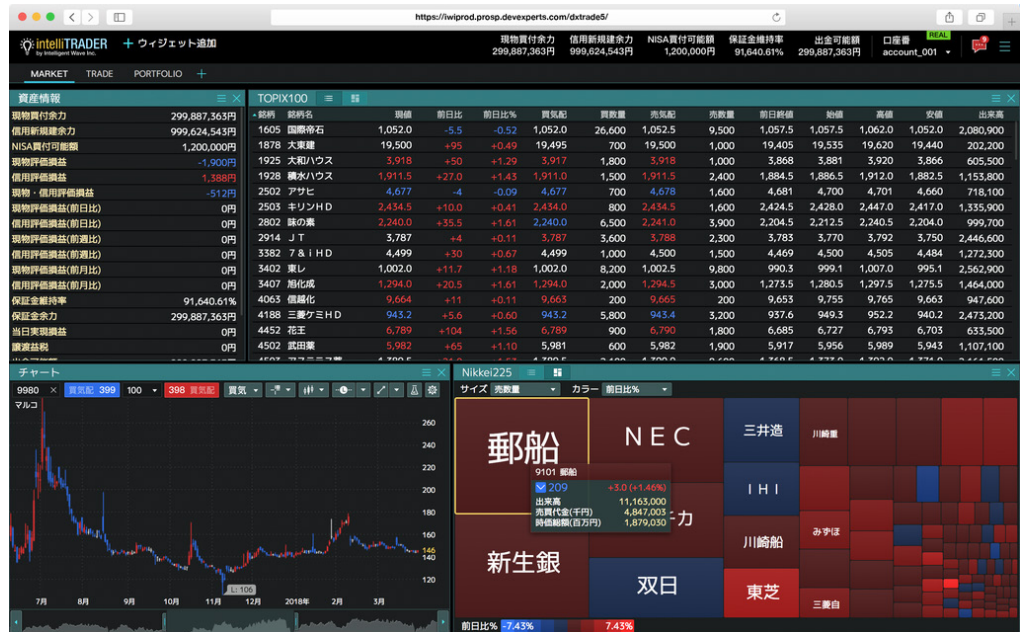 https://iwiprod.prosp.devexperts.com/dxtrade5/
intelliTRADER
by Intelligent Wave Inc.
+ ウィジェット追加
現物買付余力 信用新規建余力 NISA買付可能額 保証金維持率 出金可能額 口座番 REAL
299,887,363円 999,624,543円 1,200,000円 91,640.61% 299,887,363円 account_001
MARKET TRADE PORTFOLIO +
資産情報
現物買付余力 299,887,363円
信用新規建余力 999,624,543円
NISA買付可能額 1,200,000円
現物評価損益 -1,900円
信用評価損益 1,388円
現物・信用評価損益 -512円
現物評価損益(前日比) 0円
信用評価損益(前日比) 0円
現物評価損益(前週比) 0円
信用評価損益(前週比) 0円
現物評価損益(前月比) 0円
信用評価損益(前月比) 0円
保証金維持率 91,640.61%
保証金余力 299,887,363円
当日実現損益 0円
譲渡益税 0円
TOPIX100
銘柄 銘柄名 現値 前日比 前日比% 買気配 買数量 売気配 売数量 前日終値 始値 高値 安値 出来高
1605 国際帝石 1,052.0 -5.5 -0.52 1,052.0 26,600 1,052.5 9,500 1,057.5 1,057.5 1,062.0 1,052.0 2,080,900
1878 大東建 19,500 +95 +0.49 19,495 700 19,500 1,000 19,405 19,535 19,620 19,440 202,200
1925 大和ハウス 3,918 +50 +1.29 3,917 1,800 3,918 1,000 3,868 3,881 3,920 3,866 605,500
1928 積水ハウス 1,911.5 +27.0 +1.43 1,911.0 1,500 1,911.5 2,400 1,884.5 1,886.5 1,912.0 1,882.5 1,153,800
2502 アサヒ 4,677 -4 -0.09 4,677 700 4,678 1,600 4,681 4,700 4,701 4,660 718,100
2503 キリンHD 2,434.5 +10.0 +0.41 2,434.0 800 2,434.5 1,600 2,424.5 2,428.0 2,447.0 2,417.0 1,335,900
2802 味の素 2,240.0 +35.5 +1.61 2,240.0 6,500 2,241.0 3,900 2,204.5 2,212.5 2,240.5 2,204.0 999,700
2914 JT 3,787 +4 +0.11 3,787 3,600 3,788 2,300 3,783 3,770 3,792 3,750 2,446,600
3382 7&iHD 4,499 +30 +0.67 4,499 1,000 4,500 1,500 4,469 4,500 4,505 4,484 1,272,300
3402 東レ 1,002.0 +11.7 +1.18 1,002.0 8,200 1,002.5 9,800 990.3 999.1 1,007.0 995.1 2,562,900
3407 旭化成 1,294.0 +20.5 +1.61 1,294.0 2,000 1,294.5 3,000 1,273.5 1,280.5 1,297.5 1,275.5 1,464,000
4063 信越化 9,664 +11 +0.11 9,663 200 9,665 200 9,653 9,755 9,765 9,663 947,600
4188 三菱ケミHD 943.2 +5.6 +0.60 943.2 5,800 943.4 3,200 937.6 949.3 952.2 940.2 2,473,200
4452 花王 6,789 +104 +1.56 6,789 900 6,790 1,800 6,685 6,727 6,793 6,703 633,500
4502 武田薬 5,982 +65 +1.10 5,981 600 5,982 1,900 5,917 5,956 5,989 5,943 1,107,100
チャート
9980 買気配 399 100 398 買気配 買気
マルコ
260
240
220
200
180
160
146
140
120
L: 106
7月 8月 9月 10月 11月 12月 2018年 2月 3月
Nikkei225
サイズ 売数量 カラー 前日比%
郵船
NEC
三井造
川崎重
IHI
9101 郵船
209 +3.0 (+1.46%)
出来高 11,163,000
売買代金(千円) 4,847,003
時価総額(百万円) 1,879,030
カ
みずほ
川崎船
新生銀
双日
東芝
三菱自
前日比% -7.43% 7.43%